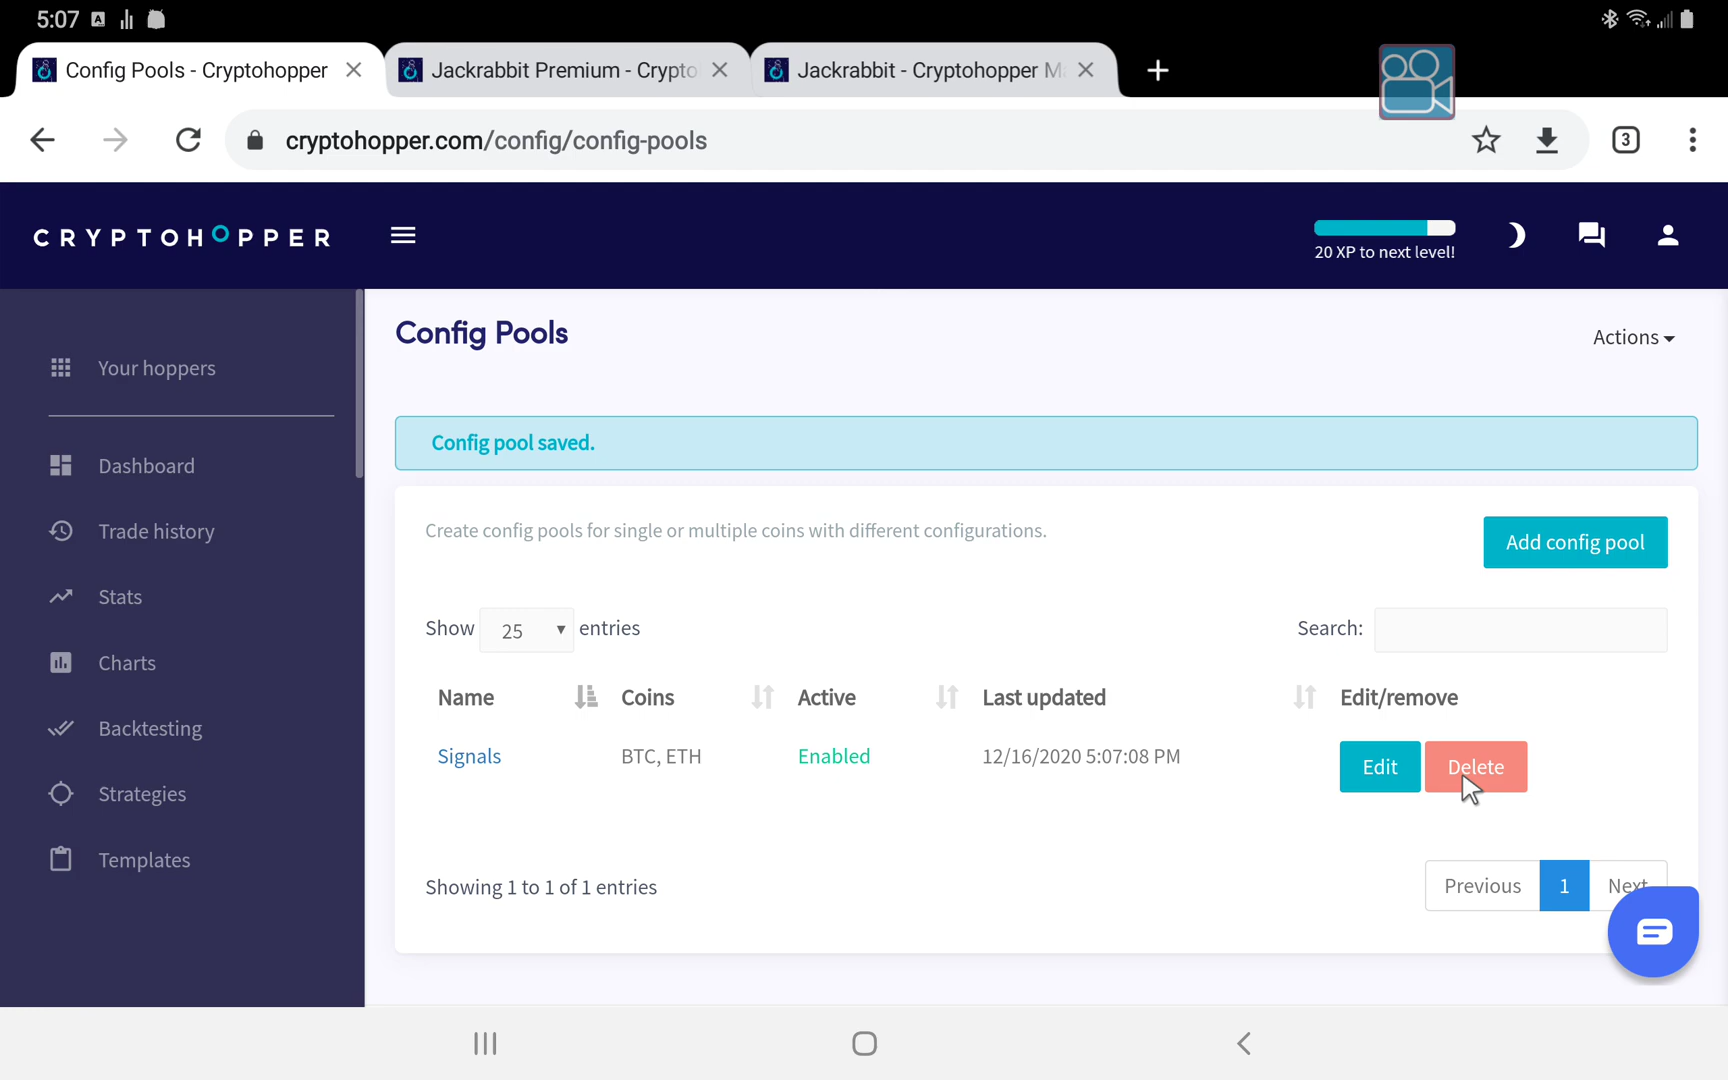 5:07
Config Pools - Cryptohopper
Jackrabbit Premium - Crypto
Jackrabbit - Cryptohopper M
cryptohopper.com/config/config-pools
3
CRYPTOHOPPER
20 XP to next level!
Your hoppers
Dashboard
Trade history
Stats
Charts
Backtesting
Strategies
Templates
Config Pools
Actions
Config pool saved.
Create config pools for single or multiple coins with different configurations.
Add config pool
Show 25 entries
Search:
Name Coins Active Last updated Edit/remove
Signals BTC, ETH Enabled 12/16/2020 5:07:08 PM Edit Delete
Showing 1 to 1 of 1 entries
Previous 1 Next